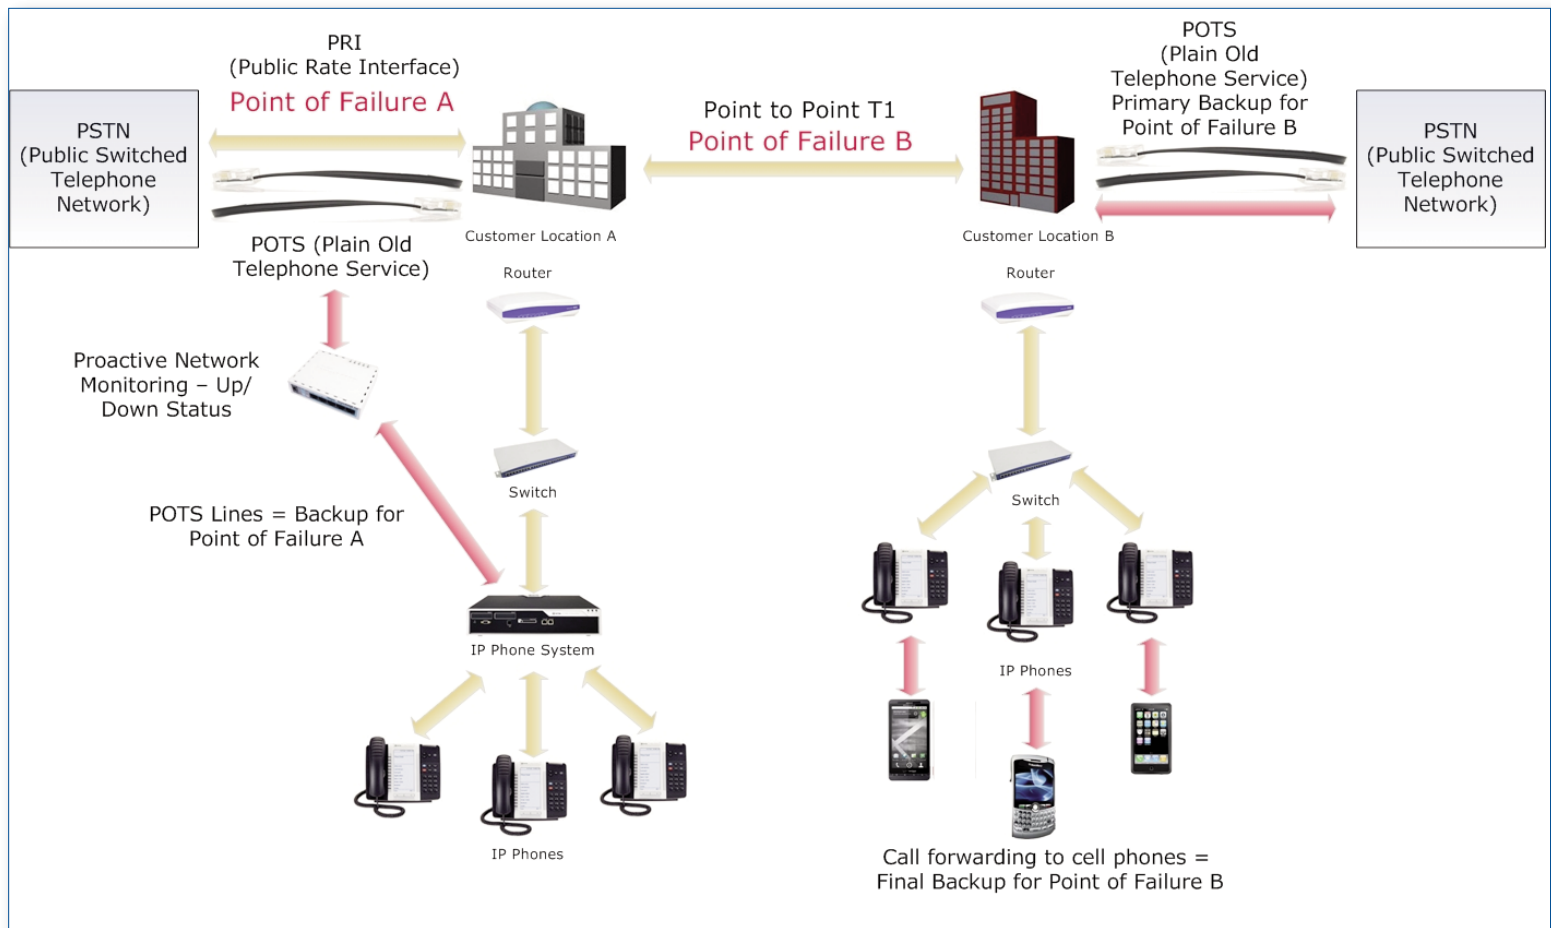 PRI
(Public Rate Interface)
Point of Failure A
PSTN
(Public Switched
Telephone
Network)
POTS (Plain Old
Telephone Service)
Customer Location A
Point to Point T1
Point of Failure B
Customer Location B
POTS
(Plain Old
Telephone Service)
Primary Backup for
Point of Failure B
PSTN
(Public Switched
Telephone
Network)
Router
Router
Proactive Network
Monitoring – Up/
Down Status
Switch
Switch
POTS Lines = Backup for
Point of Failure A
IP Phone System
IP Phones
IP Phones
Call forwarding to cell phones =
Final Backup for Point of Failure B